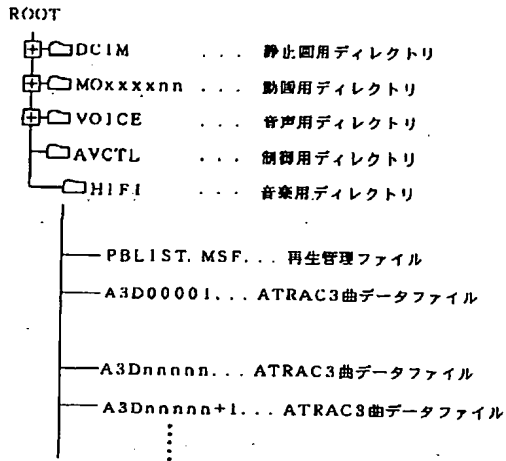 ROOT
DCIM ... 静止画用ディレクトリ
MOxxxxnn ... 動画用ディレクトリ
VOICE ... 音声用ディレクトリ
AVCTL ... 制御用ディレクトリ
HIFI ... 音楽用ディレクトリ
PBLIST.MSF... 再生管理ファイル
A3D00001... ATRAC3曲データファイル
A3Dnnnnn... ATRAC3曲データファイル
A3Dnnnnn+1... ATRAC3曲データファイル